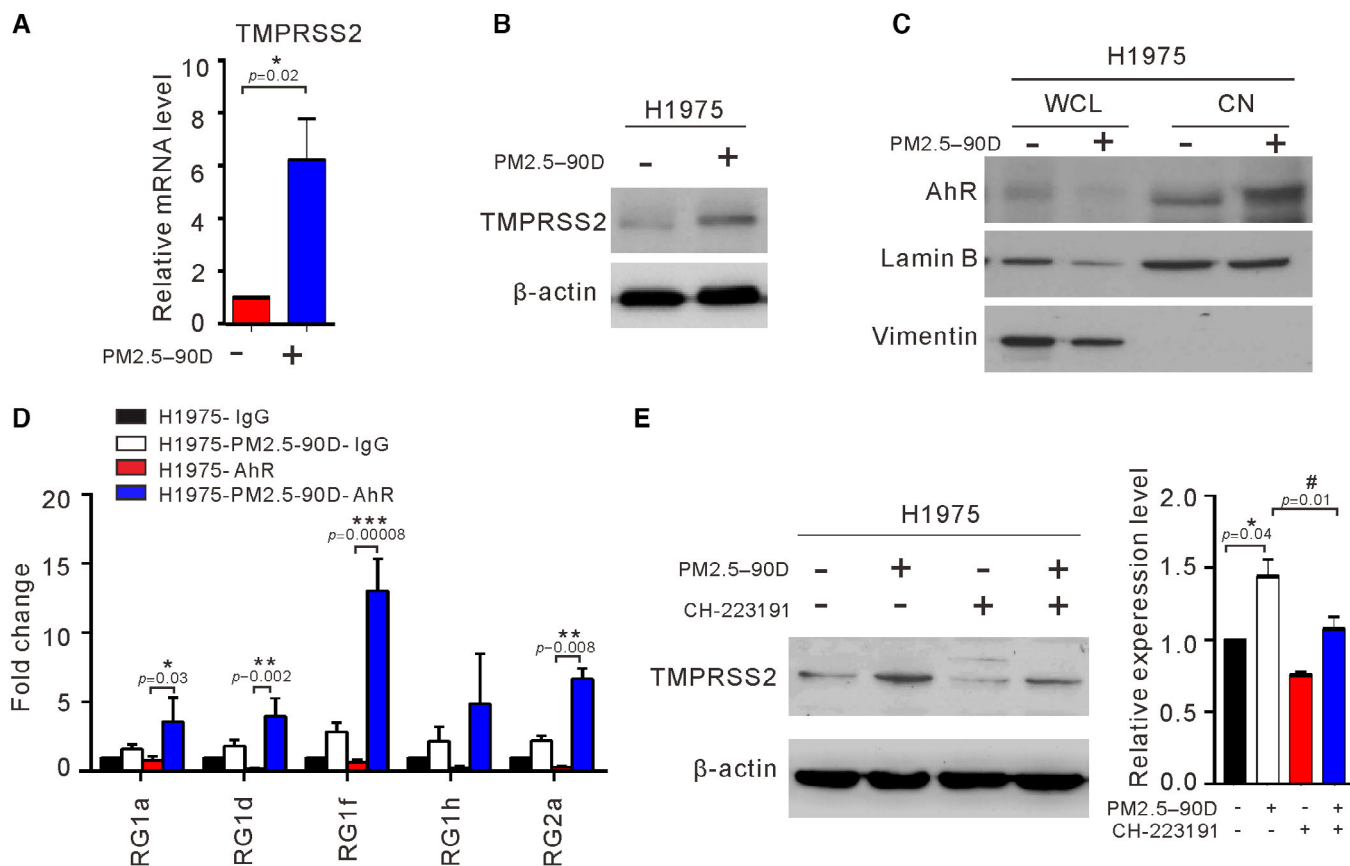 A
TMPRSS2
Relative mRNA level
10
8
6
4
2
0
*
p=0.02
- +
PM2.5–90D
B
H1975
PM2.5–90D - +
TMPRSS2
β-actin
C
H1975
WCL CN
PM2.5–90D - + - +
AhR
Lamin B
Vimentin
D
H1975-IgG
H1975-PM2.5-90D-IgG
H1975-AhR
H1975-PM2.5-90D-AhR
Fold change
20
15
10
5
0
*
p=0.03
**
p-0.002
***
p=0.00008
**
p-0.008
RG1a
RG1d
RG1f
RG1h
RG2a
E
H1975
PM2.5–90D - + - +
CH-223191 - - + +
TMPRSS2
β-actin
Relative experession level
2.0
1.5
1.0
0.5
0.0
*
p=0.04
#
p=0.01
PM2.5–90D - + - +
CH-223191 - - + +